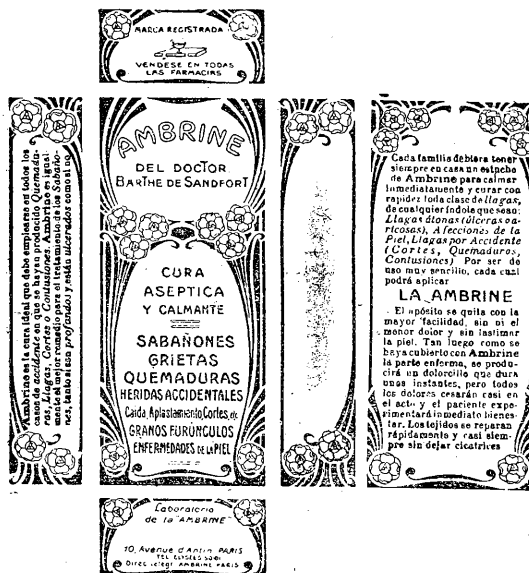 MARCA REGISTRADA
VENDESE EN TODAS
LAS FARMACIAS
Ambrine es la cura ideal que debe emplearse en todos los
casos de accidente en que se hayan producido Quemadu-
ras, Llagas, Cortes o Contusiones. Ambrine es igual-
mente el mejor remedio para el tratamiento de los Sabaño-
nes, tanto si son profundos y están ulcerados como si no.
AMBRINE
DEL DOCTOR
BARTHE DE SANDFORT
CURA
ASEPTICA
Y CALMANTE
SABAÑONES
GRIETAS
QUEMADURAS
HERIDAS ACCIDENTALES
Caida, Aplastamiento, Cortes, etc
GRANOS FURÚNCULOS
ENFERMEDADES DE LA PIEL
Cada familia debiera tener
siempre en casa un estuche
de Ambrine para calmar
inmediatamente y curar con
rapidez toda clase de llagas,
de cualquier índole que sean:
Llagas átonas (úlceras va-
ricosas), Afecciones de la
Piel, Llagas por Accidente
(Cortes, Quemaduras,
Contusiones) Por ser de
uso muy sencillo, cada cual
podrá aplicar
LA AMBRINE
El apósito se quita con la
mayor facilidad, sin el
menor dolor y sin lastimar
la piel. Tan luego como se
haya cubierto con Ambrine
la parte enferma, se produ-
cirá un dolorcillo que dura
unos instantes, pero todos
los dolores cesarán casi en
el acto y el paciente expe-
rimentará inmediato bienes-
tar. Los tejidos se reparan
rápidamente y casi siem-
pre sin dejar cicatrices
Laboratorio
de la "AMBRINE"
10, Avenue d'Antin PARIS
TEL ELYSEES
Direc. telegr. AMBRINE PARIS